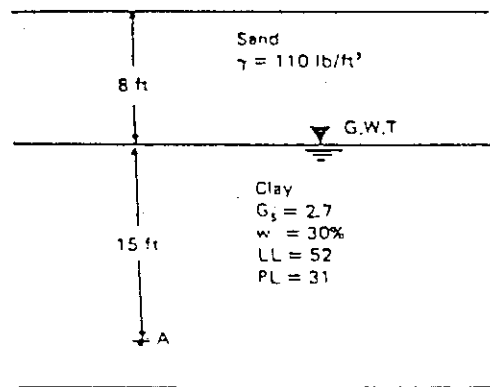 Sand
γ = 110 lb/ft³
8 ft
G.W.T
Clay
Gs = 2.7
w = 30%
LL = 52
PL = 31
15 ft
A